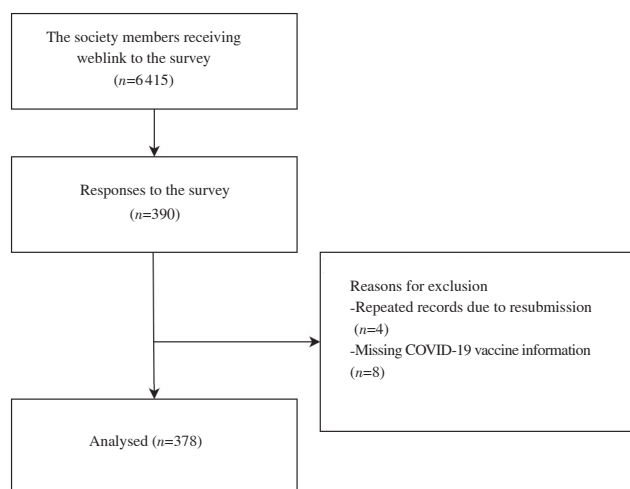 The society members receiving
weblink to the survey
(n=6415)
Responses to the survey
(n=390)
Reasons for exclusion
-Repeated records due to resubmission
(n=4)
-Missing COVID-19 vaccine information
(n=8)
Analysed (n=378)